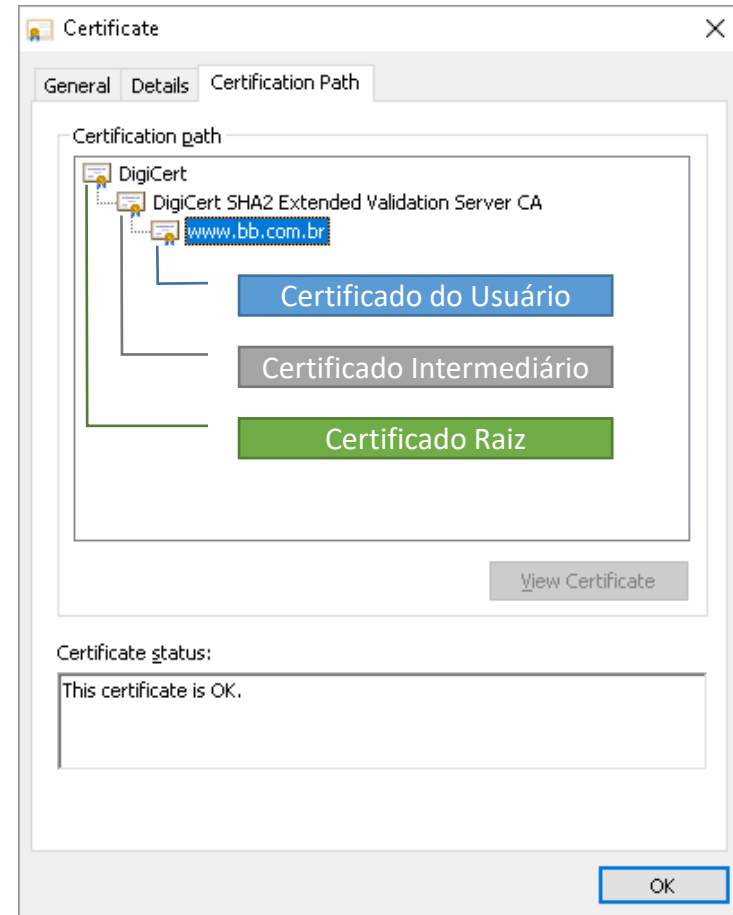 Certificate
General Details Certification Path
Certification path
DigiCert
DigiCert SHA2 Extended Validation Server CA
www.bb.com.br
Certificado do Usuário
Certificado Intermediário
Certificado Raiz
View Certificate
Certificate status:
This certificate is OK.
OK